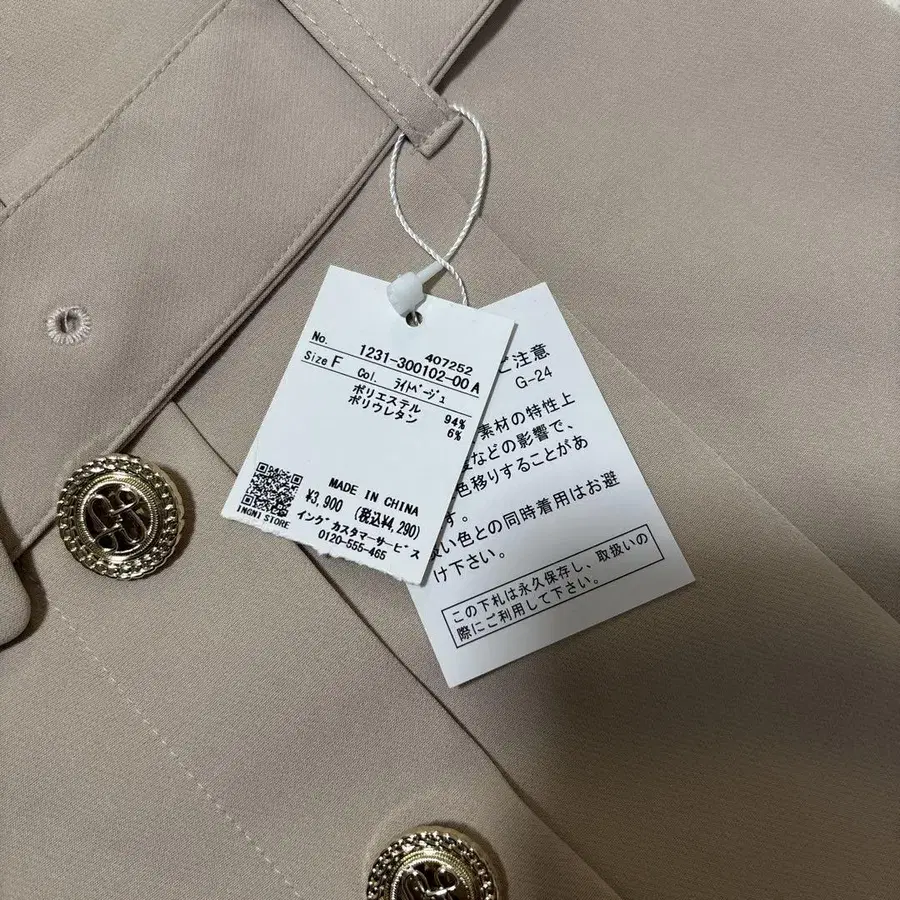 407252
No. 1231-300102-00 A
Size F Col. ﾗｲﾄﾍﾞｰｼﾞｭ
ポリエステル 94%
ポリウレタン 6%
MADE IN CHINA
¥3,900 (税込¥4,290)
INGNI STORE
イングカスタマーサービス
0120-555-465
ご注意
G-24
素材の特性上
などの影響で、
色移りすることがあ
す。
い色との同時着用はお避
け下さい。
この下札は永久保存し、取扱いの
際にご利用して下さい。